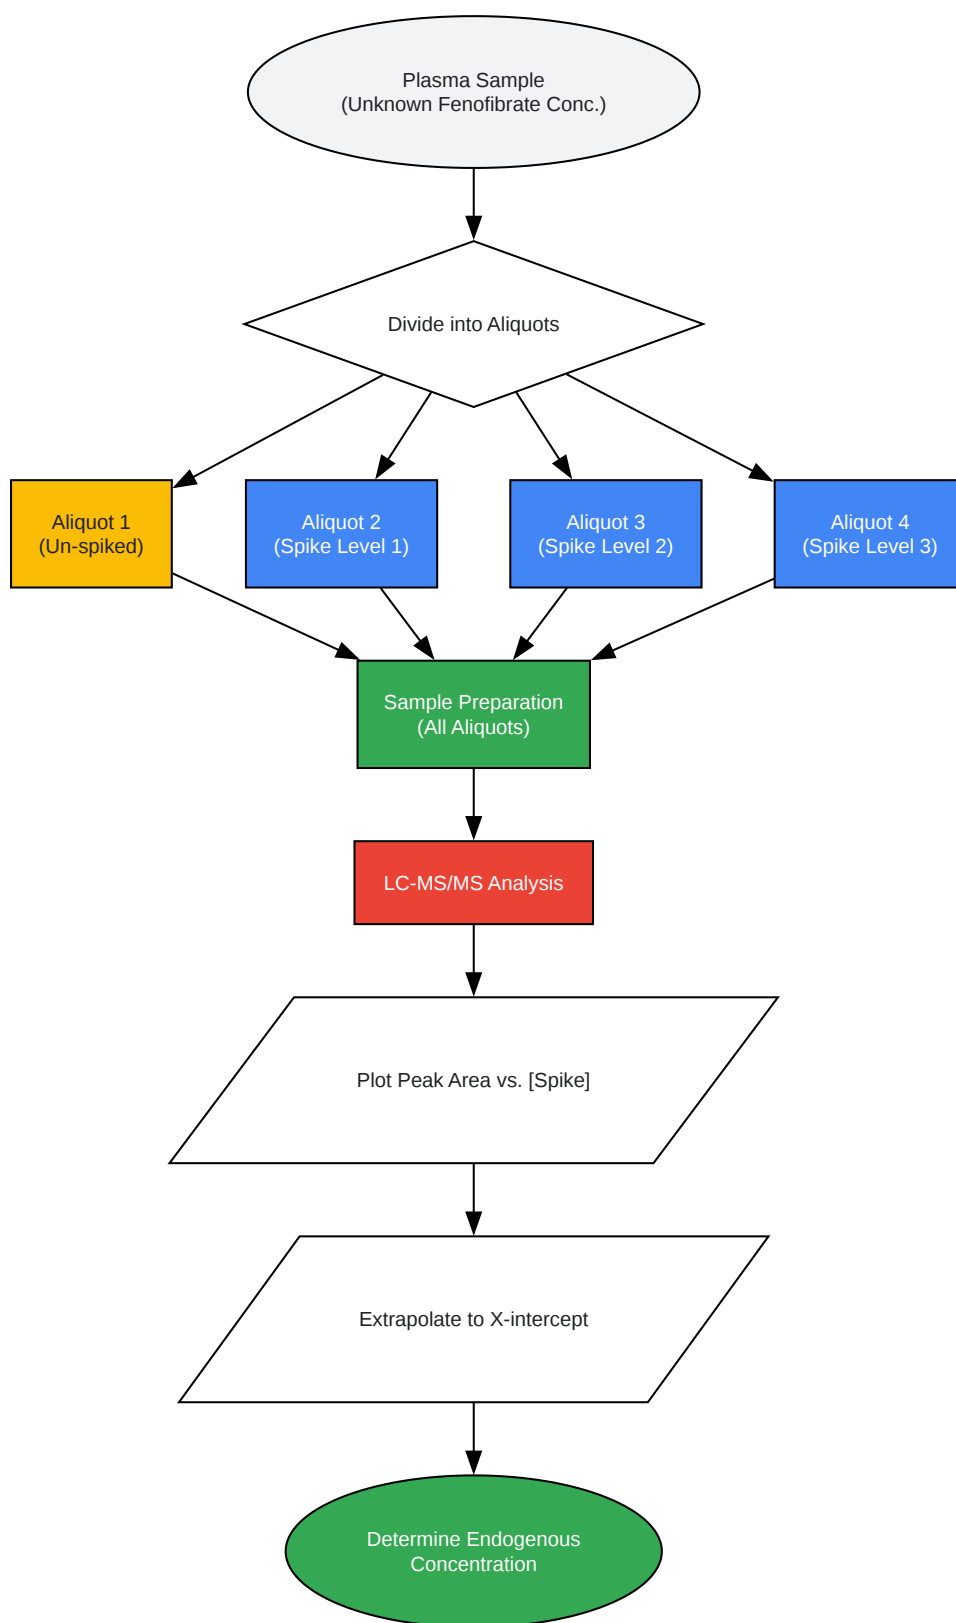 Plasma Sample
(Unknown Fenofibrate Conc.)
Divide into Aliquots
Aliquot 1
(Un-spiked)
Aliquot 2
(Spike Level 1)
Aliquot 3
(Spike Level 2)
Aliquot 4
(Spike Level 3)
Sample Preparation
(All Aliquots)
LC-MS/MS Analysis
Plot Peak Area vs. [Spike]
Extrapolate to X-intercept
Determine Endogenous
Concentration